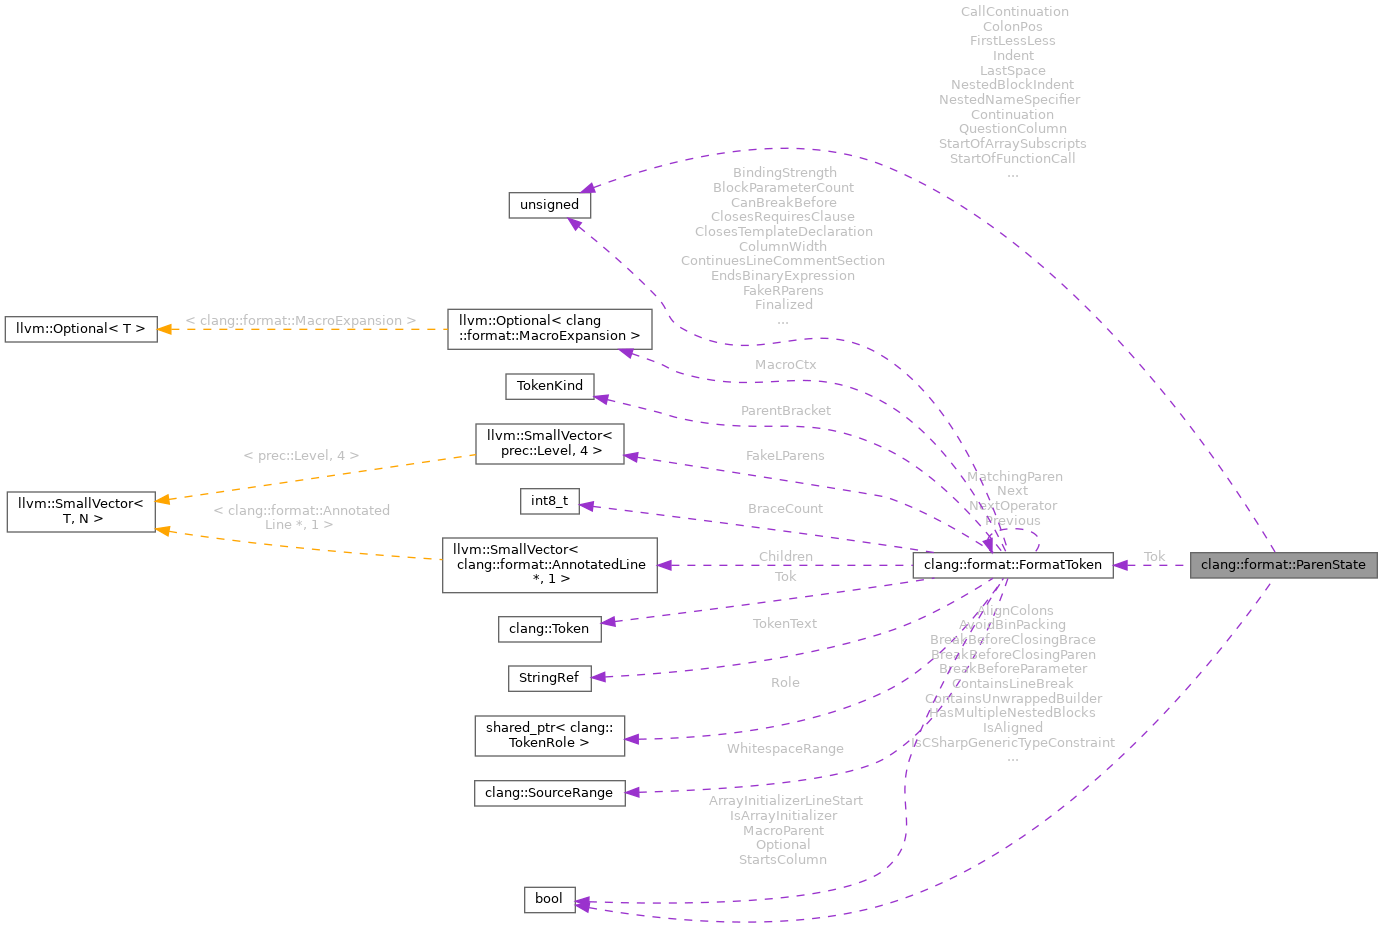 CallContinuation
ColonPos
FirstLessLess
Indent
LastSpace
NestedBlockIndent
NestedNameSpecifier
Continuation
QuestionColumn
StartOfArraySubscripts
StartOfFunctionCall
...
BindingStrength
BlockParameterCount
CanBreakBefore
ClosesRequiresClause
ClosesTemplateDeclaration
ColumnWidth
ContinuesLineCommentSection
EndsBinaryExpression
FakeRParens
Finalized
...
unsigned
llvm::Optional< T >
< clang::format::MacroExpansion >
llvm::Optional< clang
::format::MacroExpansion >
MacroCtx
TokenKind
ParentBracket
llvm::SmallVector<
prec::Level, 4 >
FakeLParens
< prec::Level, 4 >
llvm::SmallVector<
T, N >
< clang::format::Annotated
Line *, 1 >
int8_t
BraceCount
MatchingParen
Next
NextOperator
Previous
llvm::SmallVector<
clang::format::AnnotatedLine
*, 1 >
Children
clang::format::FormatToken
Tok
clang::format::ParenState
Tok
clang::Token
TokenText
StringRef
Role
shared_ptr< clang::
TokenRole >
WhitespaceRange
clang::SourceRange
AlignColons
AvoidBinPacking
BreakBeforeClosingBrace
BreakBeforeClosingParen
BreakBeforeParameter
ContainsLineBreak
ContainsUnwrappedBuilder
HasMultipleNestedBlocks
IsAligned
IsCSharpGenericTypeConstraint
...
ArrayInitializerLineStart
IsArrayInitializer
MacroParent
Optional
StartsColumn
bool